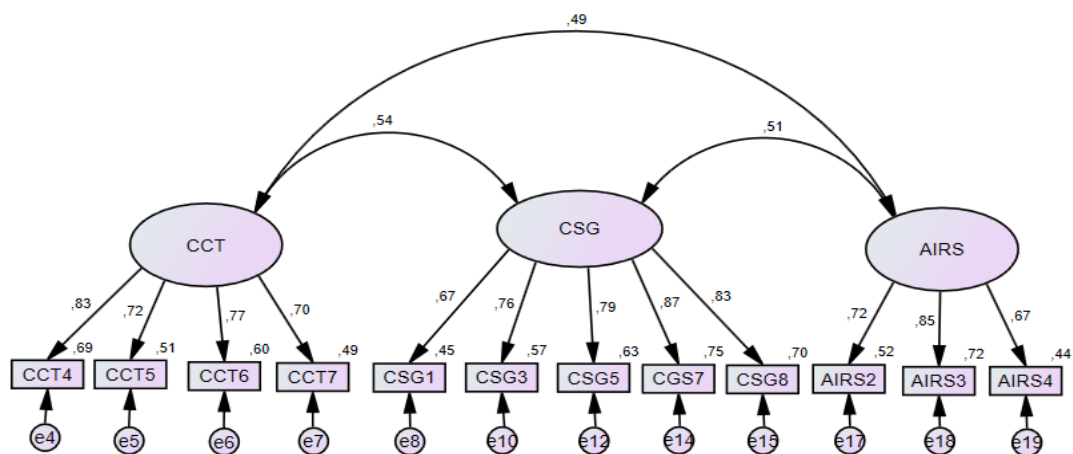 ,49
,54
,51
CCT
CSG
AIRS
,83
,72
,77
,70
,67
,76
,79
,87
,83
,72
,85
,67
,69
,51
,60
,49
,45
,57
,63
,75
,70
,52
,72
,44
CCT4
CCT5
CCT6
CCT7
CSG1
CSG3
CSG5
CGS7
CSG8
AIRS2
AIRS3
AIRS4
e4
e5
e6
e7
e8
e10
e12
e14
e15
e17
e18
e19